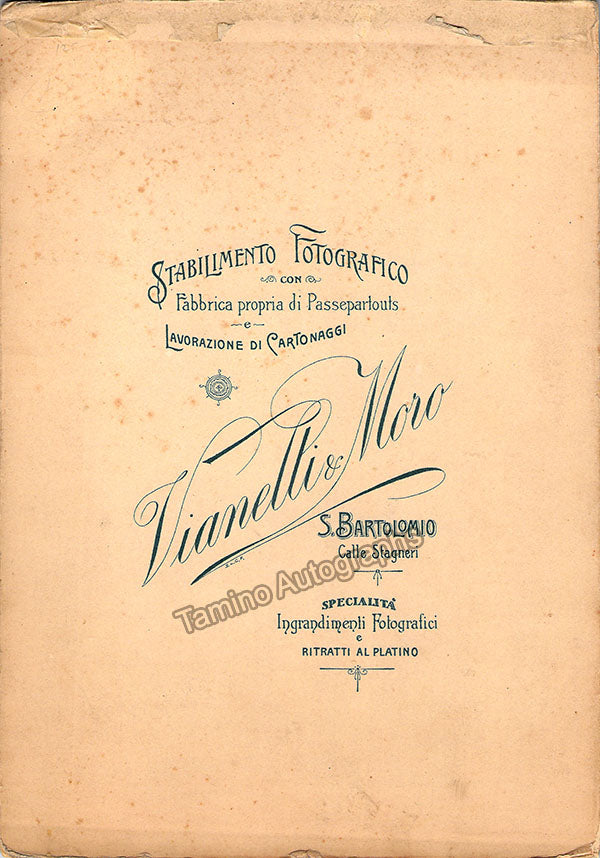 STABILIMENTO FOTOGRAFICO
CON
Fabbrica propria di Passepartouts
e
LAVORAZIONE DI CARTONAGGI
Vianelli & Moro
S. BARTOLOMIO
Calle Stagneri
Tamino Autographs
SPECIALITÀ
Ingrandimenti Fotografici
e
RITRATTI AL PLATINO